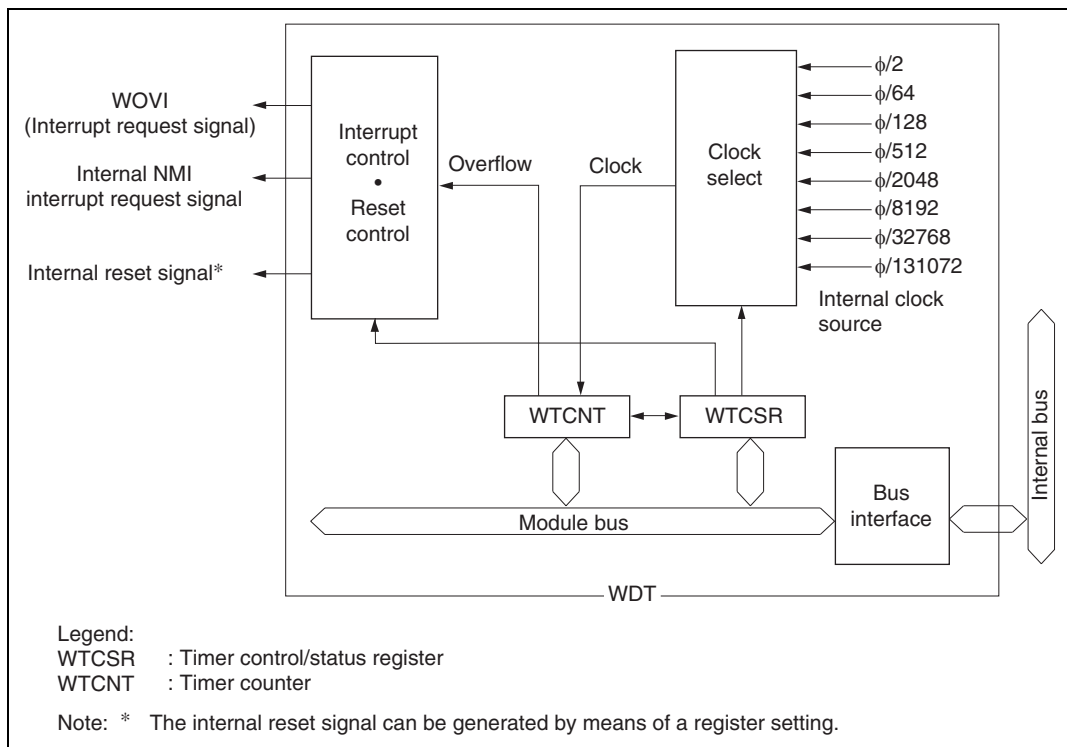 WOVI
(Interrupt request signal)
Internal NMI
interrupt request signal
Internal reset signal*
Interrupt
control
•
Reset
control
Overflow
Clock
Clock
select
ϕ/2
ϕ/64
ϕ/128
ϕ/512
ϕ/2048
ϕ/8192
ϕ/32768
ϕ/131072
Internal clock
source
WTCNT
WTCSR
Module bus
Bus
interface
Internal bus
WDT
Legend:
WTCSR : Timer control/status register
WTCNT : Timer counter
Note: * The internal reset signal can be generated by means of a register setting.